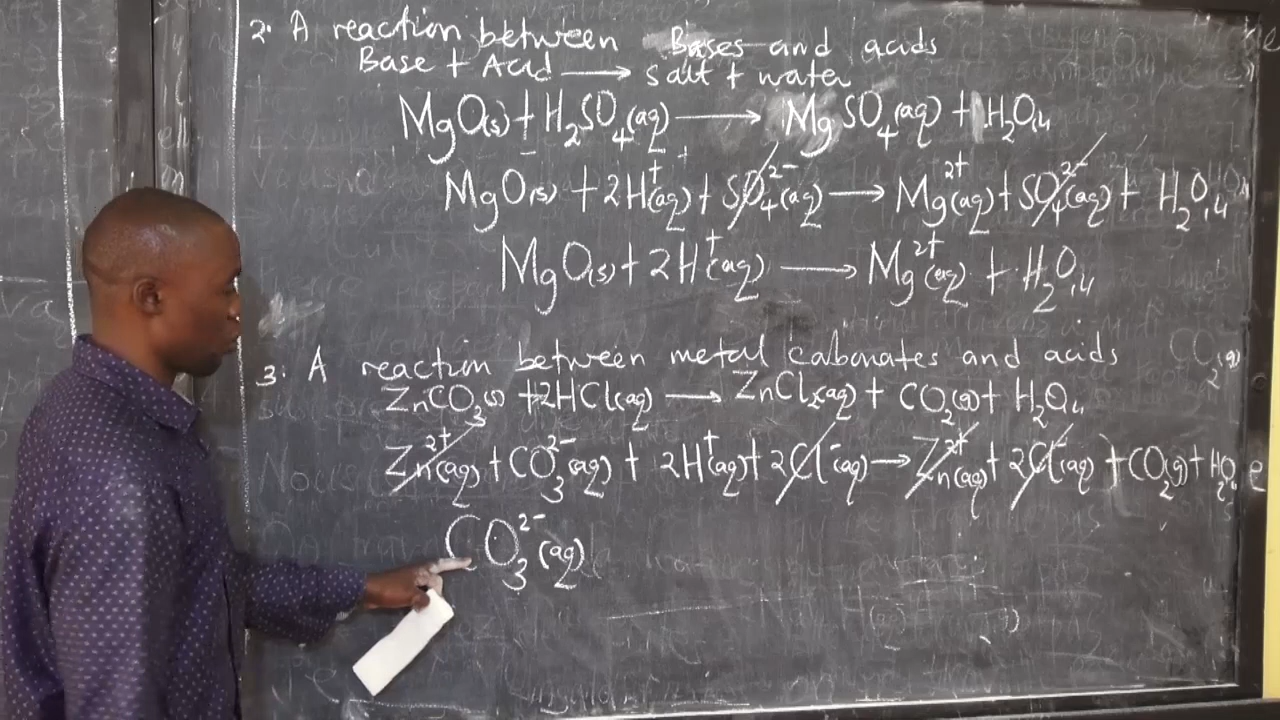 2. A reaction between Bases and acids
Base + Acid ⟶ salt + water
MgO(s) + H₂SO₄(aq) ⟶ MgSO₄(aq) + H₂O(l)
MgO(s) + 2H⁺(aq) + SO₄²⁻(aq) ⟶ Mg²⁺(aq) + SO₄²⁻(aq) + H₂O(l)
MgO(s) + 2H⁺(aq) ⟶ Mg²⁺(aq) + H₂O(l)
3. A reaction between metal cabonates and acids
CO₂(g)
ZnCO₃(s) + 2HCl(aq) ⟶ ZnCl₂(aq) + CO₂(g) + H₂O(l)
Zn²⁺(aq) + CO₃²⁻(aq) + 2H⁺(aq) + 2Cl⁻(aq) ⟶ Zn²⁺(aq) + 2Cl⁻(aq) + CO₂(g) + H₂O(l)
CO₃²⁻(aq)